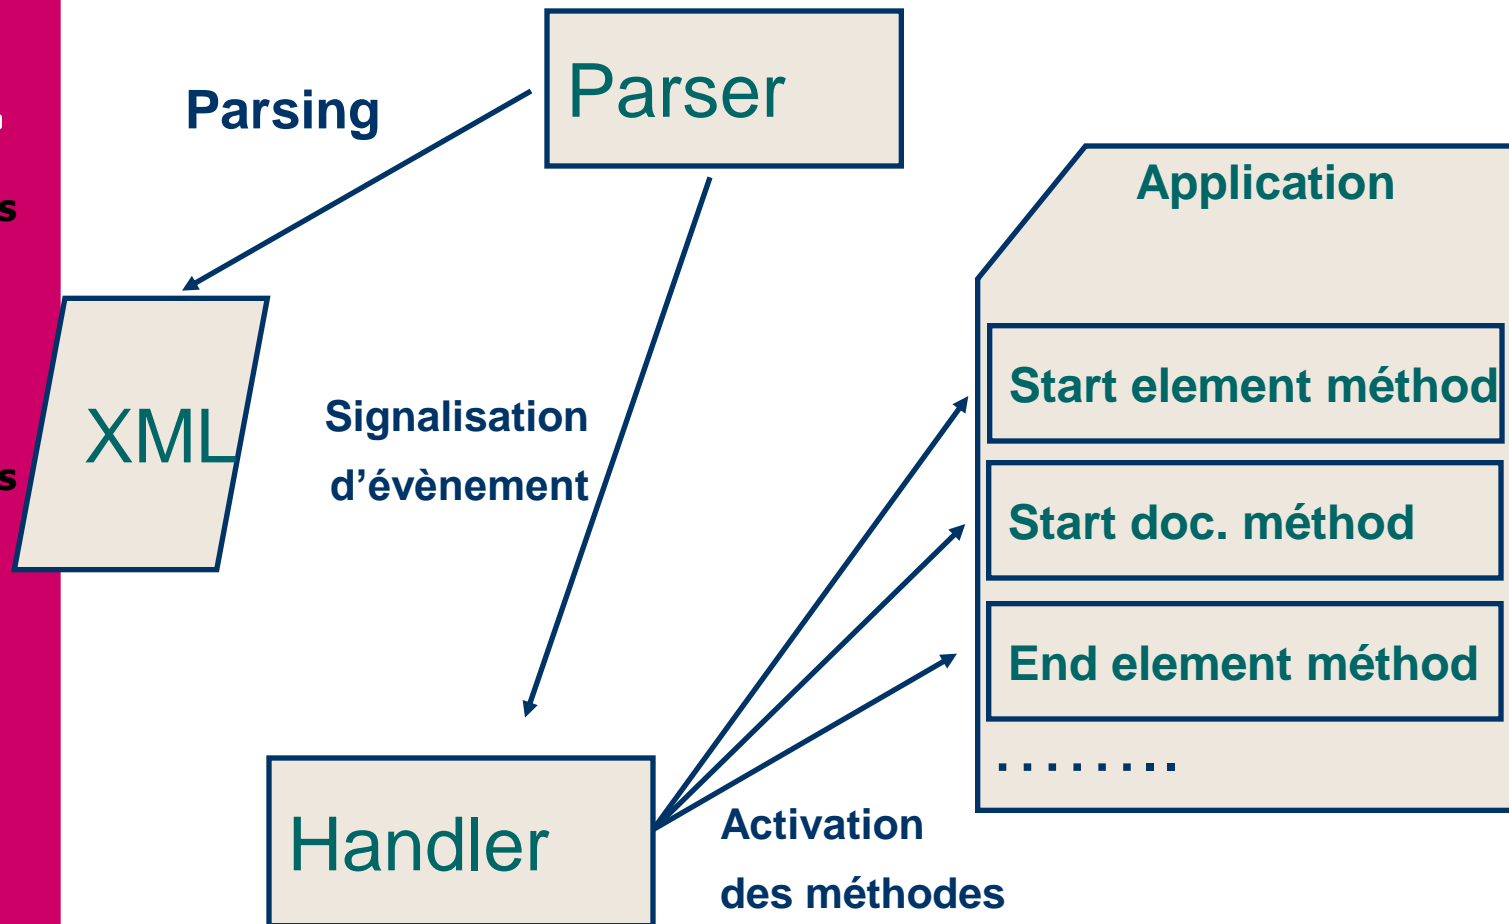 Parser
Parsing
Application
XML
Signalisation
d’évènement
Start element méthod
Start doc. méthod
End element méthod
. . . . . . . .
Handler
Activation
des méthodes
s
s